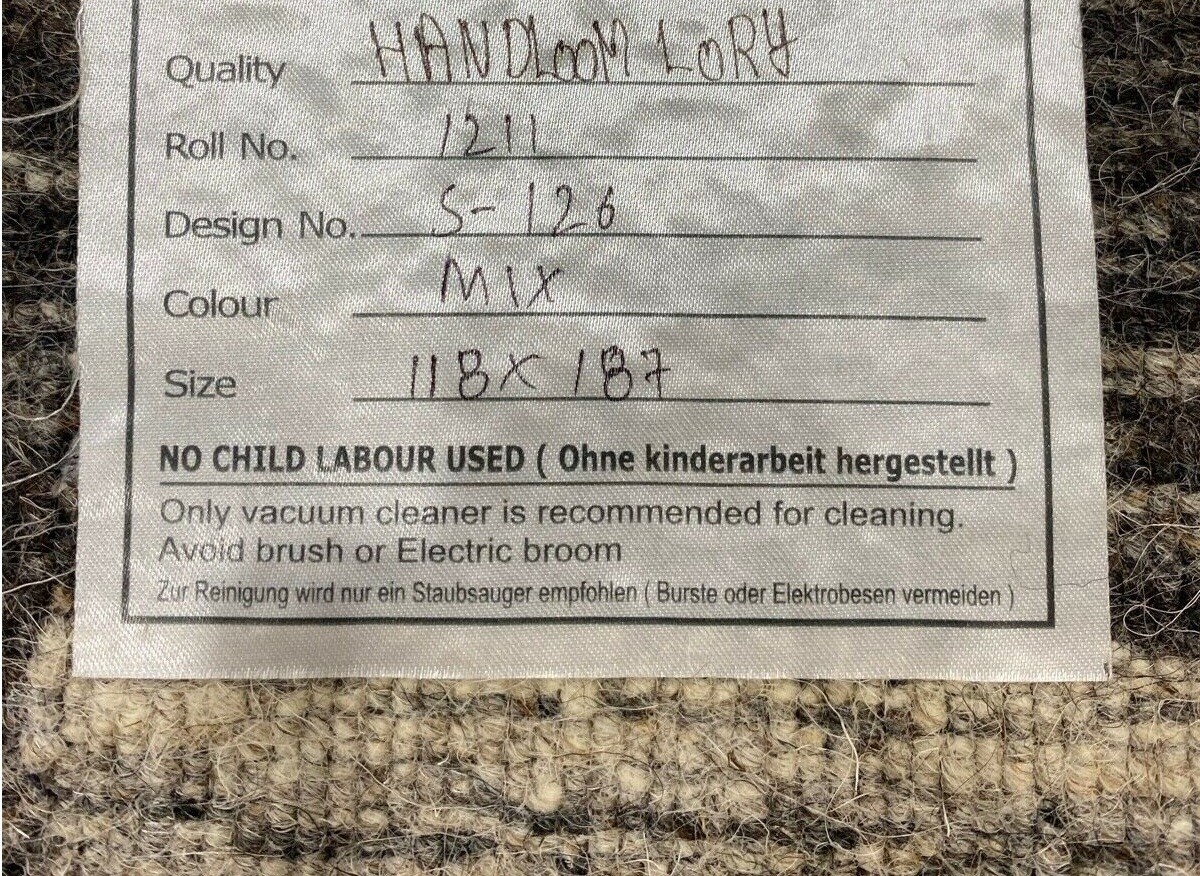 Quality HANDLOOM LORY
Roll No. 1211
Design No. S-126
Colour MIX
Size 118X 187
NO CHILD LABOUR USED ( Ohne kinderarbeit hergestellt )
Only vacuum cleaner is recommended for cleaning.
Avoid brush or Electric broom
Zur Reinigung wird nur ein Staubsauger empfohlen ( Burste oder Elektrobesen vermeiden )